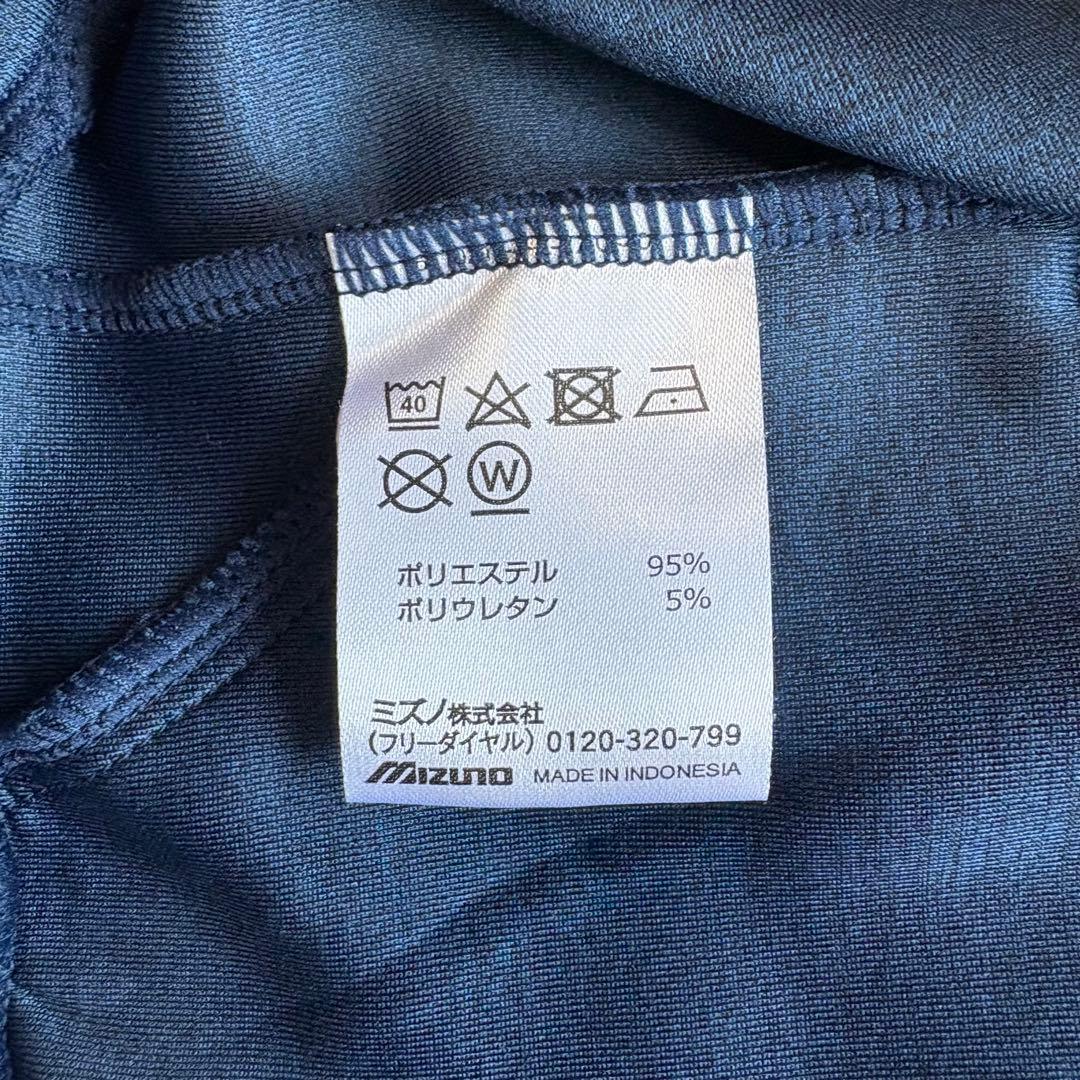 40
W
ポリエステル 95%
ポリウレタン 5%
ミズノ株式会社
(フリーダイヤル) 0120-320-799
MIZUNO MADE IN INDONESIA